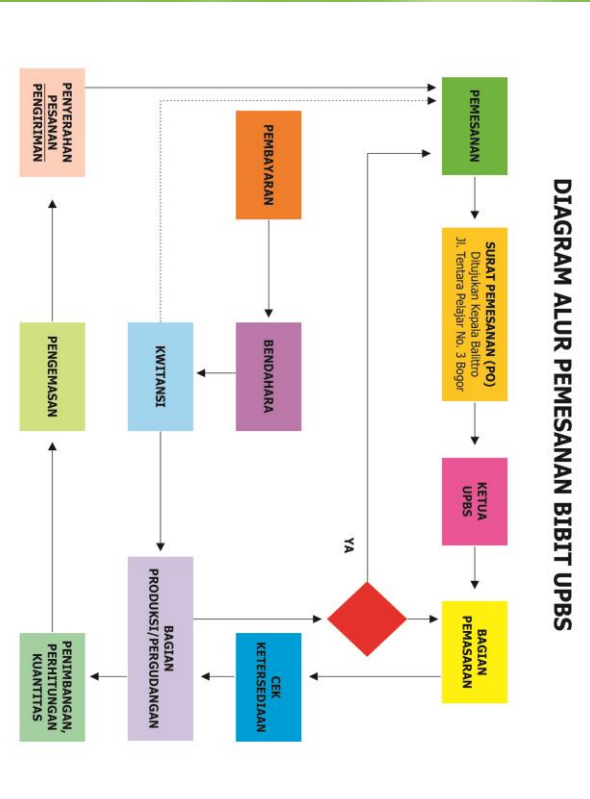 DIAGRAM ALUR PEMESANAN BIBIT UPBS
PEMESANAN
SURAT PEMESANAN (PO)
Ditujukan Kepala Balittro
Jl. Tentara Pelajar No. 3 Bogor
KETUA
UPBS
BAGIAN
PEMASARAN
YA
PEMBAYARAN
BENDAHARA
CEK
KETERSEDIAAN
KWITANSI
BAGIAN
PRODUKSI/PERGUDANGAN
PENYERAHAN
PESANAN
PENGIRIMAN
PENGEMASAN
PENIMBANGAN,
PERHITUNGAN
KUANTITAS